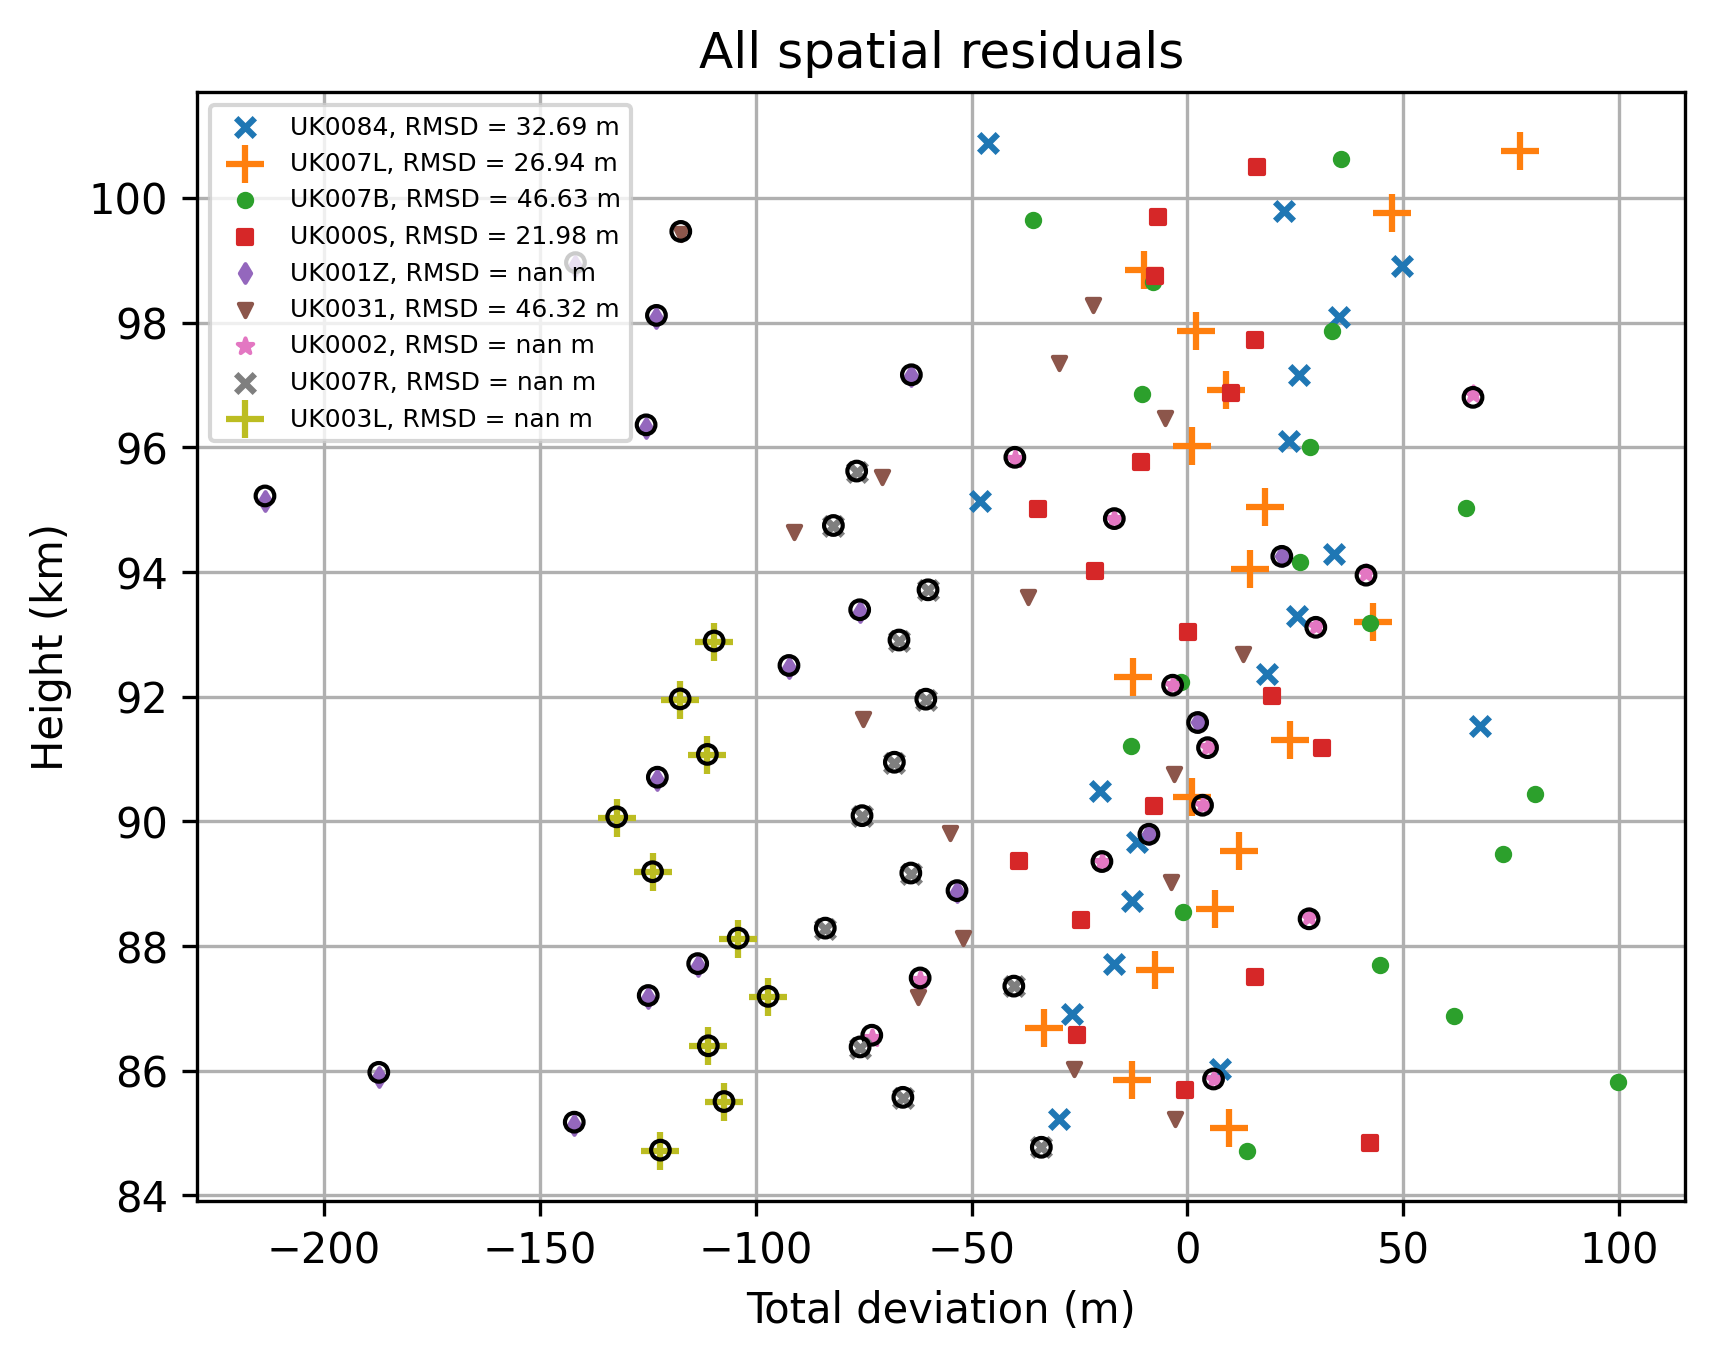 All spatial residuals
UK0084, RMSD = 32.69 m
UK007L, RMSD = 26.94 m
UK007B, RMSD = 46.63 m
UK000S, RMSD = 21.98 m
UK001Z, RMSD = nan m
UK0031, RMSD = 46.32 m
UK0002, RMSD = nan m
UK007R, RMSD = nan m
UK003L, RMSD = nan m
100
98
96
94
92
90
88
86
84
Height (km)
−200 −150 −100 −50 0 50 100
Total deviation (m)